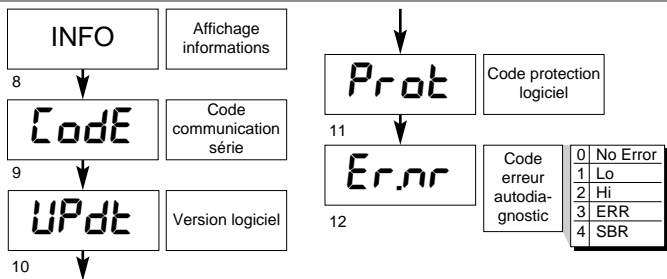 INFO
Affichage
informations
8
CodE
Code
communication
série
9
UPdt
Version logiciel
10
Prot
Code protection
logiciel
11
Er.nr
12
Code
erreur
autodia-
gnostic
0 No Error
1 Lo
2 Hi
3 ERR
4 SBR